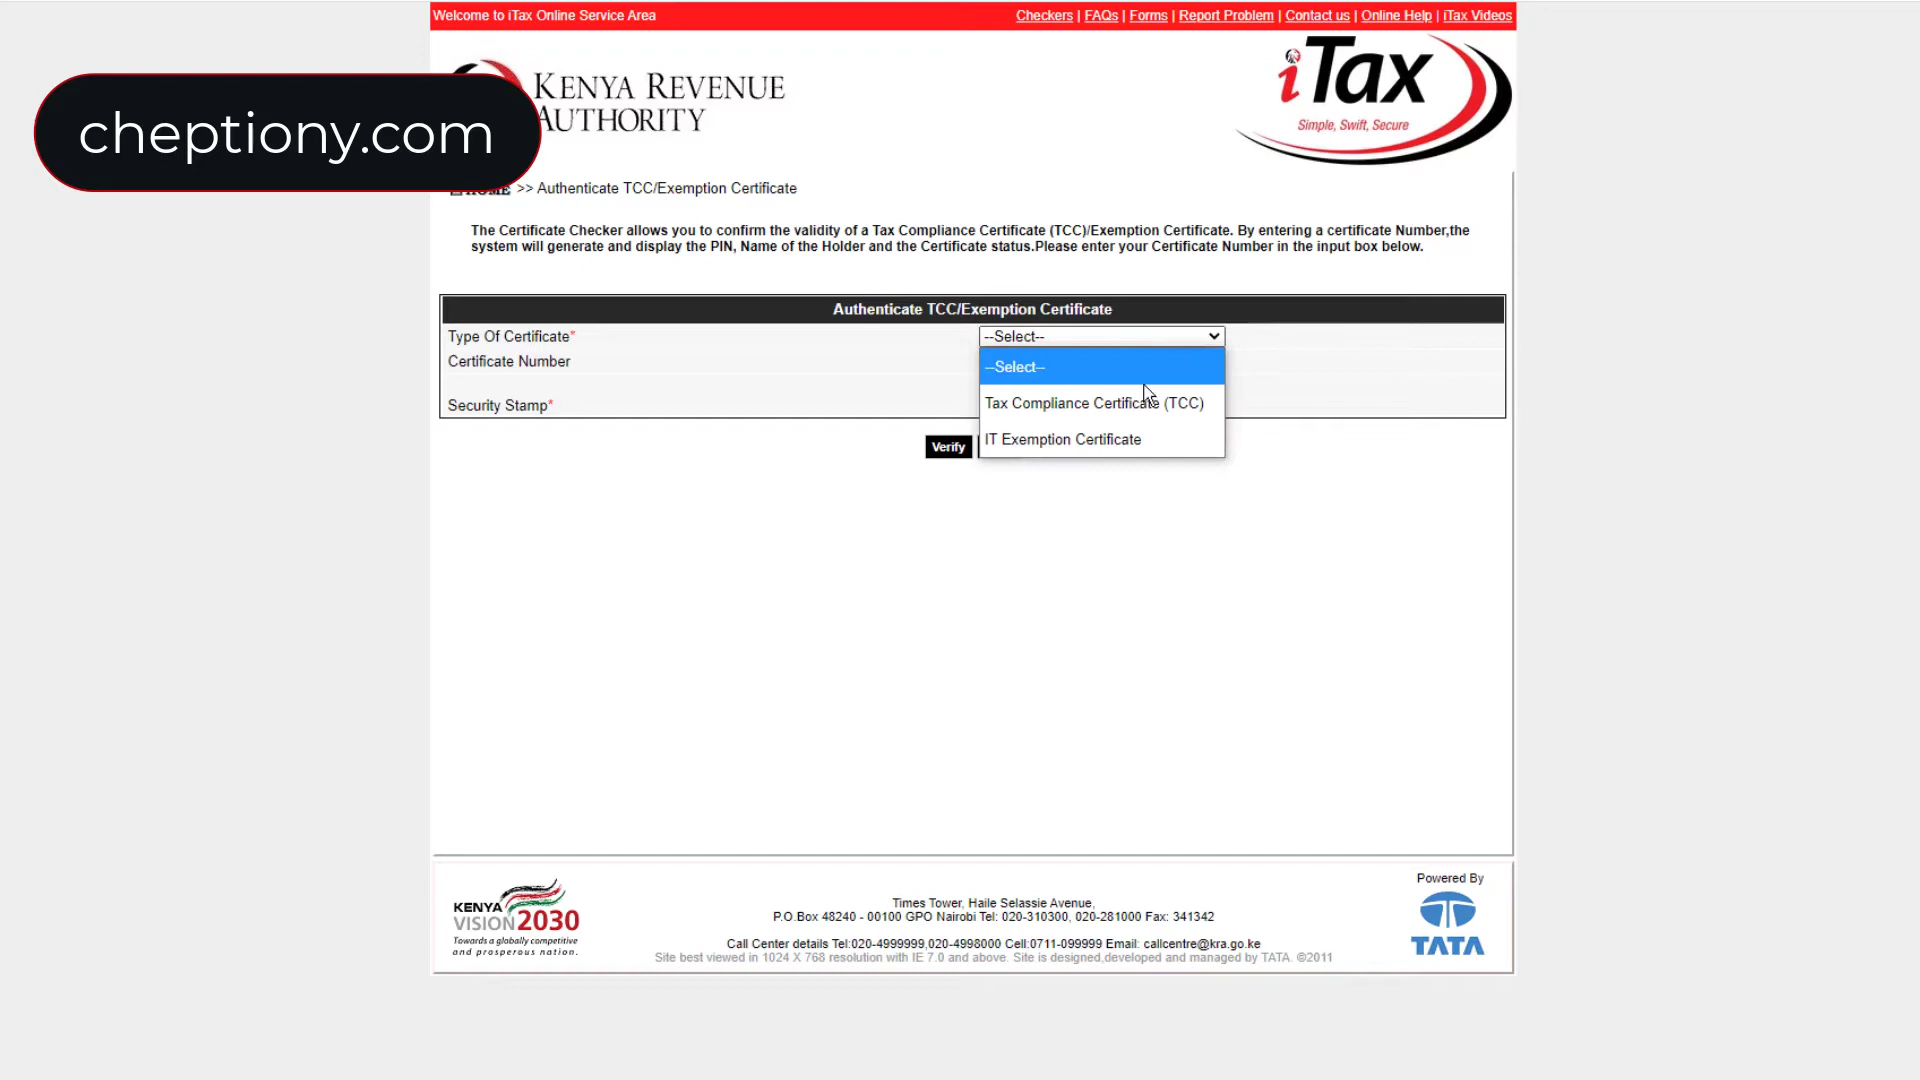 Welcome to iTax Online Service Area
Checkers | FAQs | Forms | Report Problem | Contact us | Online Help | iTax Videos
cheptiony.com
KENYA REVENUE
AUTHORITY
iTax
Simple, Swift, Secure
HOME >> Authenticate TCC/Exemption Certificate
The Certificate Checker allows you to confirm the validity of a Tax Compliance Certificate (TCC)/Exemption Certificate. By entering a certificate Number,the
system will generate and display the PIN, Name of the Holder and the Certificate status.Please enter your Certificate Number in the input box below.
Authenticate TCC/Exemption Certificate
Type Of Certificate* --Select--
Certificate Number
--Select--
Tax Compliance Certificate (TCC)
Security Stamp*
IT Exemption Certificate
Verify
KENYA
VISION 2030
Towards a globally competitive
and prosperous nation.
Times Tower, Haile Selassie Avenue,
P.O.Box 48240 - 00100 GPO Nairobi Tel: 020-310300, 020-281000 Fax: 341342
Call Center details Tel:020-4999999,020-4998000 Cell:0711-099999 Email: callcentre@kra.go.ke
Site best viewed in 1024 X 768 resolution with IE 7.0 and above. Site is designed,developed and managed by TATA. ©2011
Powered By
TATA